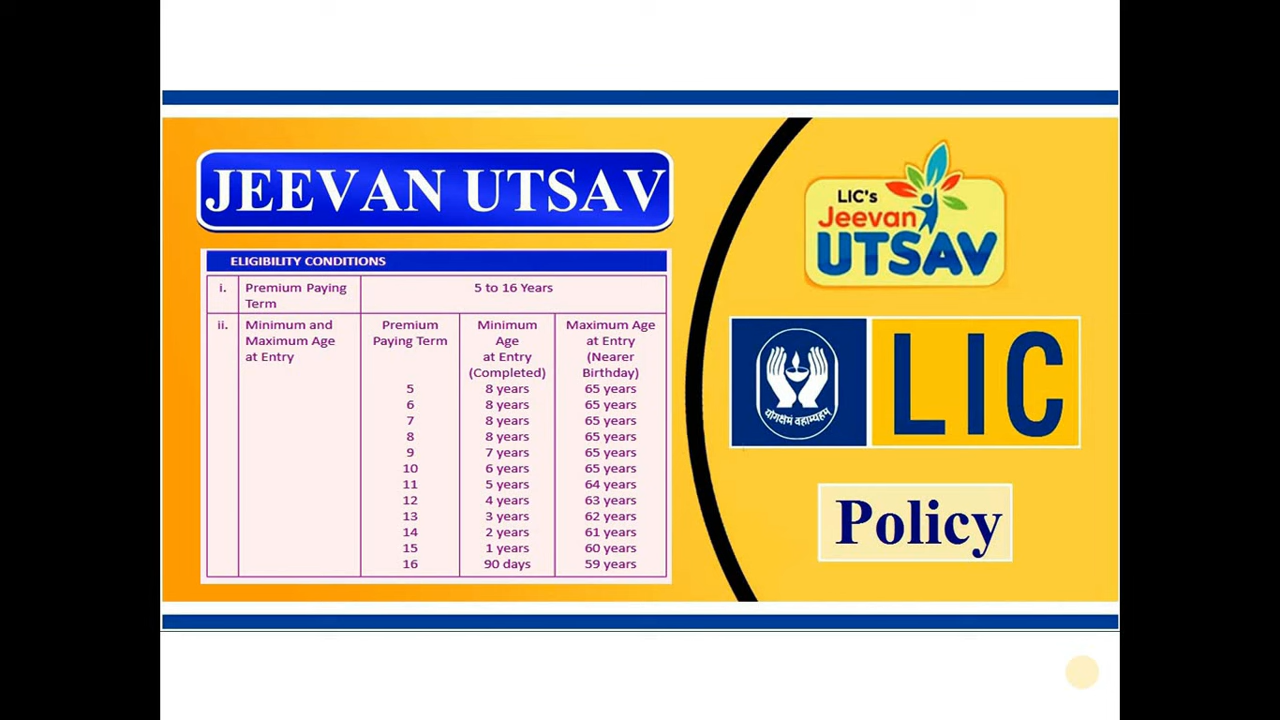 JEEVAN UTSAV
ELIGIBILITY CONDITIONS
i. Premium Paying Term 5 to 16 Years
ii. Minimum and Maximum Age at Entry
Premium Paying Term
Minimum Age at Entry (Completed)
Maximum Age at Entry (Nearer Birthday)
5 8 years 65 years
6 8 years 65 years
7 8 years 65 years
8 8 years 65 years
9 7 years 65 years
10 6 years 65 years
11 5 years 64 years
12 4 years 63 years
13 3 years 62 years
14 2 years 61 years
15 1 years 60 years
16 90 days 59 years
LIC's
Jeevan
UTSAV
योगक्षेमं वहाम्यहम्
LIC
Policy